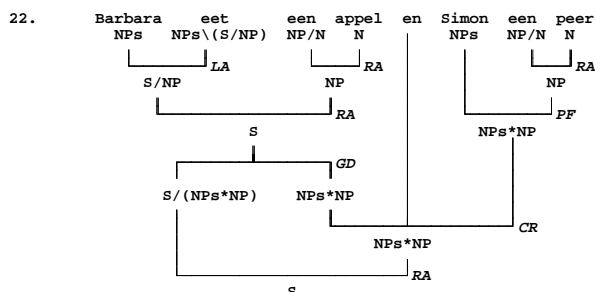 22. Barbara eet een appel en Simon een peer
NPs NPs\(S/NP) NP/N N NPs NP/N N
LA RA RA
S/NP NP NP
RA PF
S NPs*NP
GD
S/(NPs*NP) NPs*NP
CR
NPs*NP
RA
S